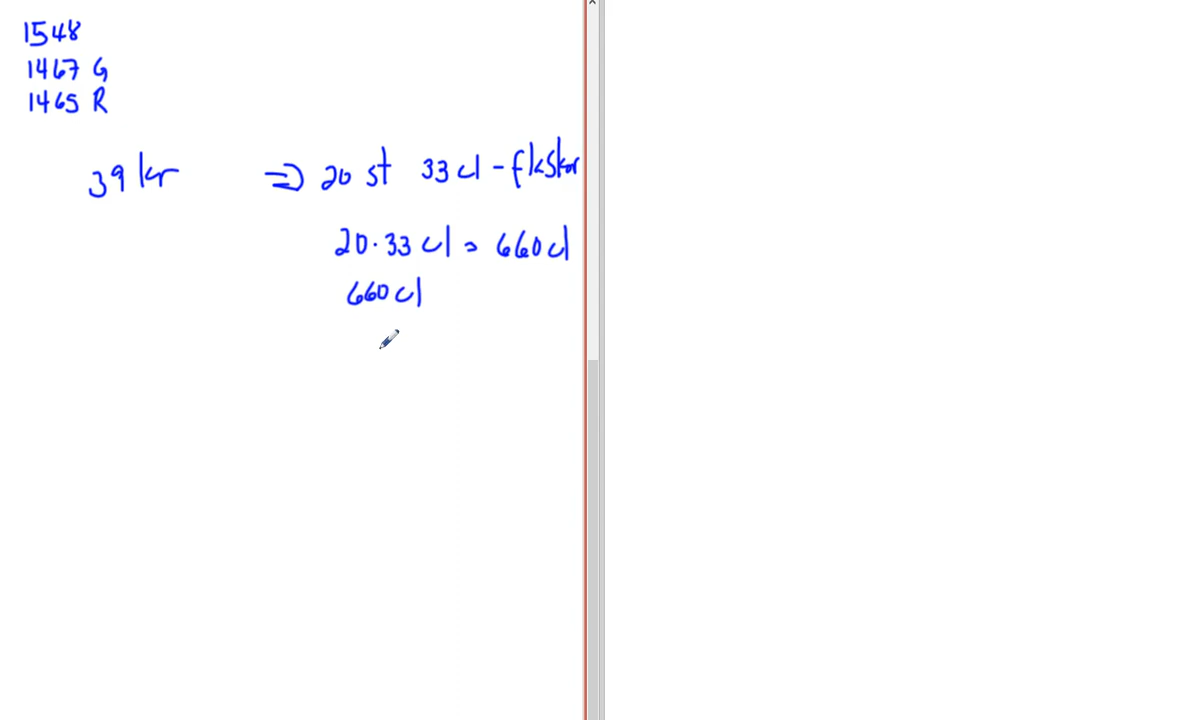 1548
1467 G
1465 R
39 kr ⇒ 20 st 33 cl - flaskor
20 · 33 cl = 660 cl
660 cl